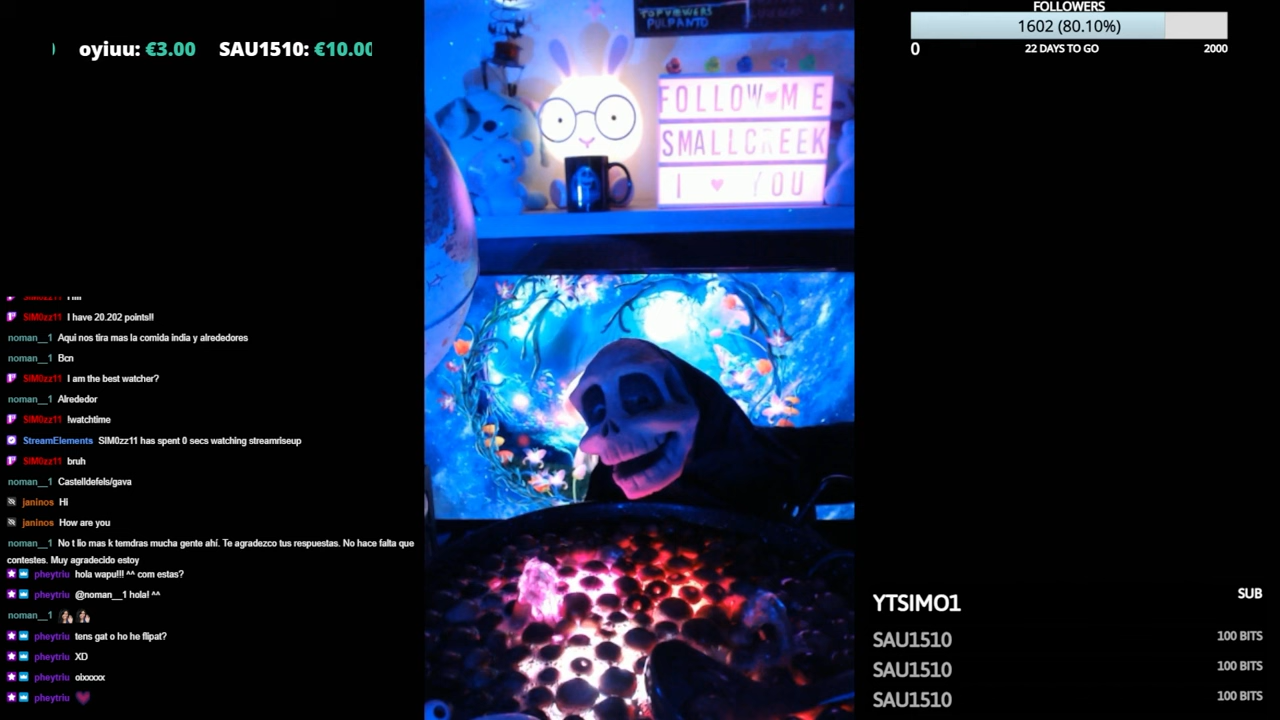 oyiuu: €3.00 SAU1510: €10.00
FOLLOWERS
1602 (80.10%)
0 22 DAYS TO GO 2000
PULPANTO
FOLLOW ME
SMALLCREEK
I ♥ YOU
SIM0zz11 I have 20.202 points!!
noman__1 Aqui nos tira mas la comida india y alrededores
noman__1 Bcn
SIM0zz11 I am the best watcher?
noman__1 Alrededor
SIM0zz11 !watchtime
StreamElements SIM0zz11 has spent 0 secs watching streamriseup
SIM0zz11 bruh
noman__1 Castelldefels/gava
janinos Hi
janinos How are you
noman__1 No t lio mas k temdras mucha gente ahí. Te agradezco tus respuestas. No hace falta que
contestes. Muy agradecido estoy
pheytriu hola wapu!!! ^^ com estas?
pheytriu @noman__1 hola! ^^
noman__1
pheytriu tens gat o ho he flipat?
pheytriu XD
pheytriu oixxxxx
pheytriu
YTSIMO1 SUB
SAU1510 100 BITS
SAU1510 100 BITS
SAU1510 100 BITS